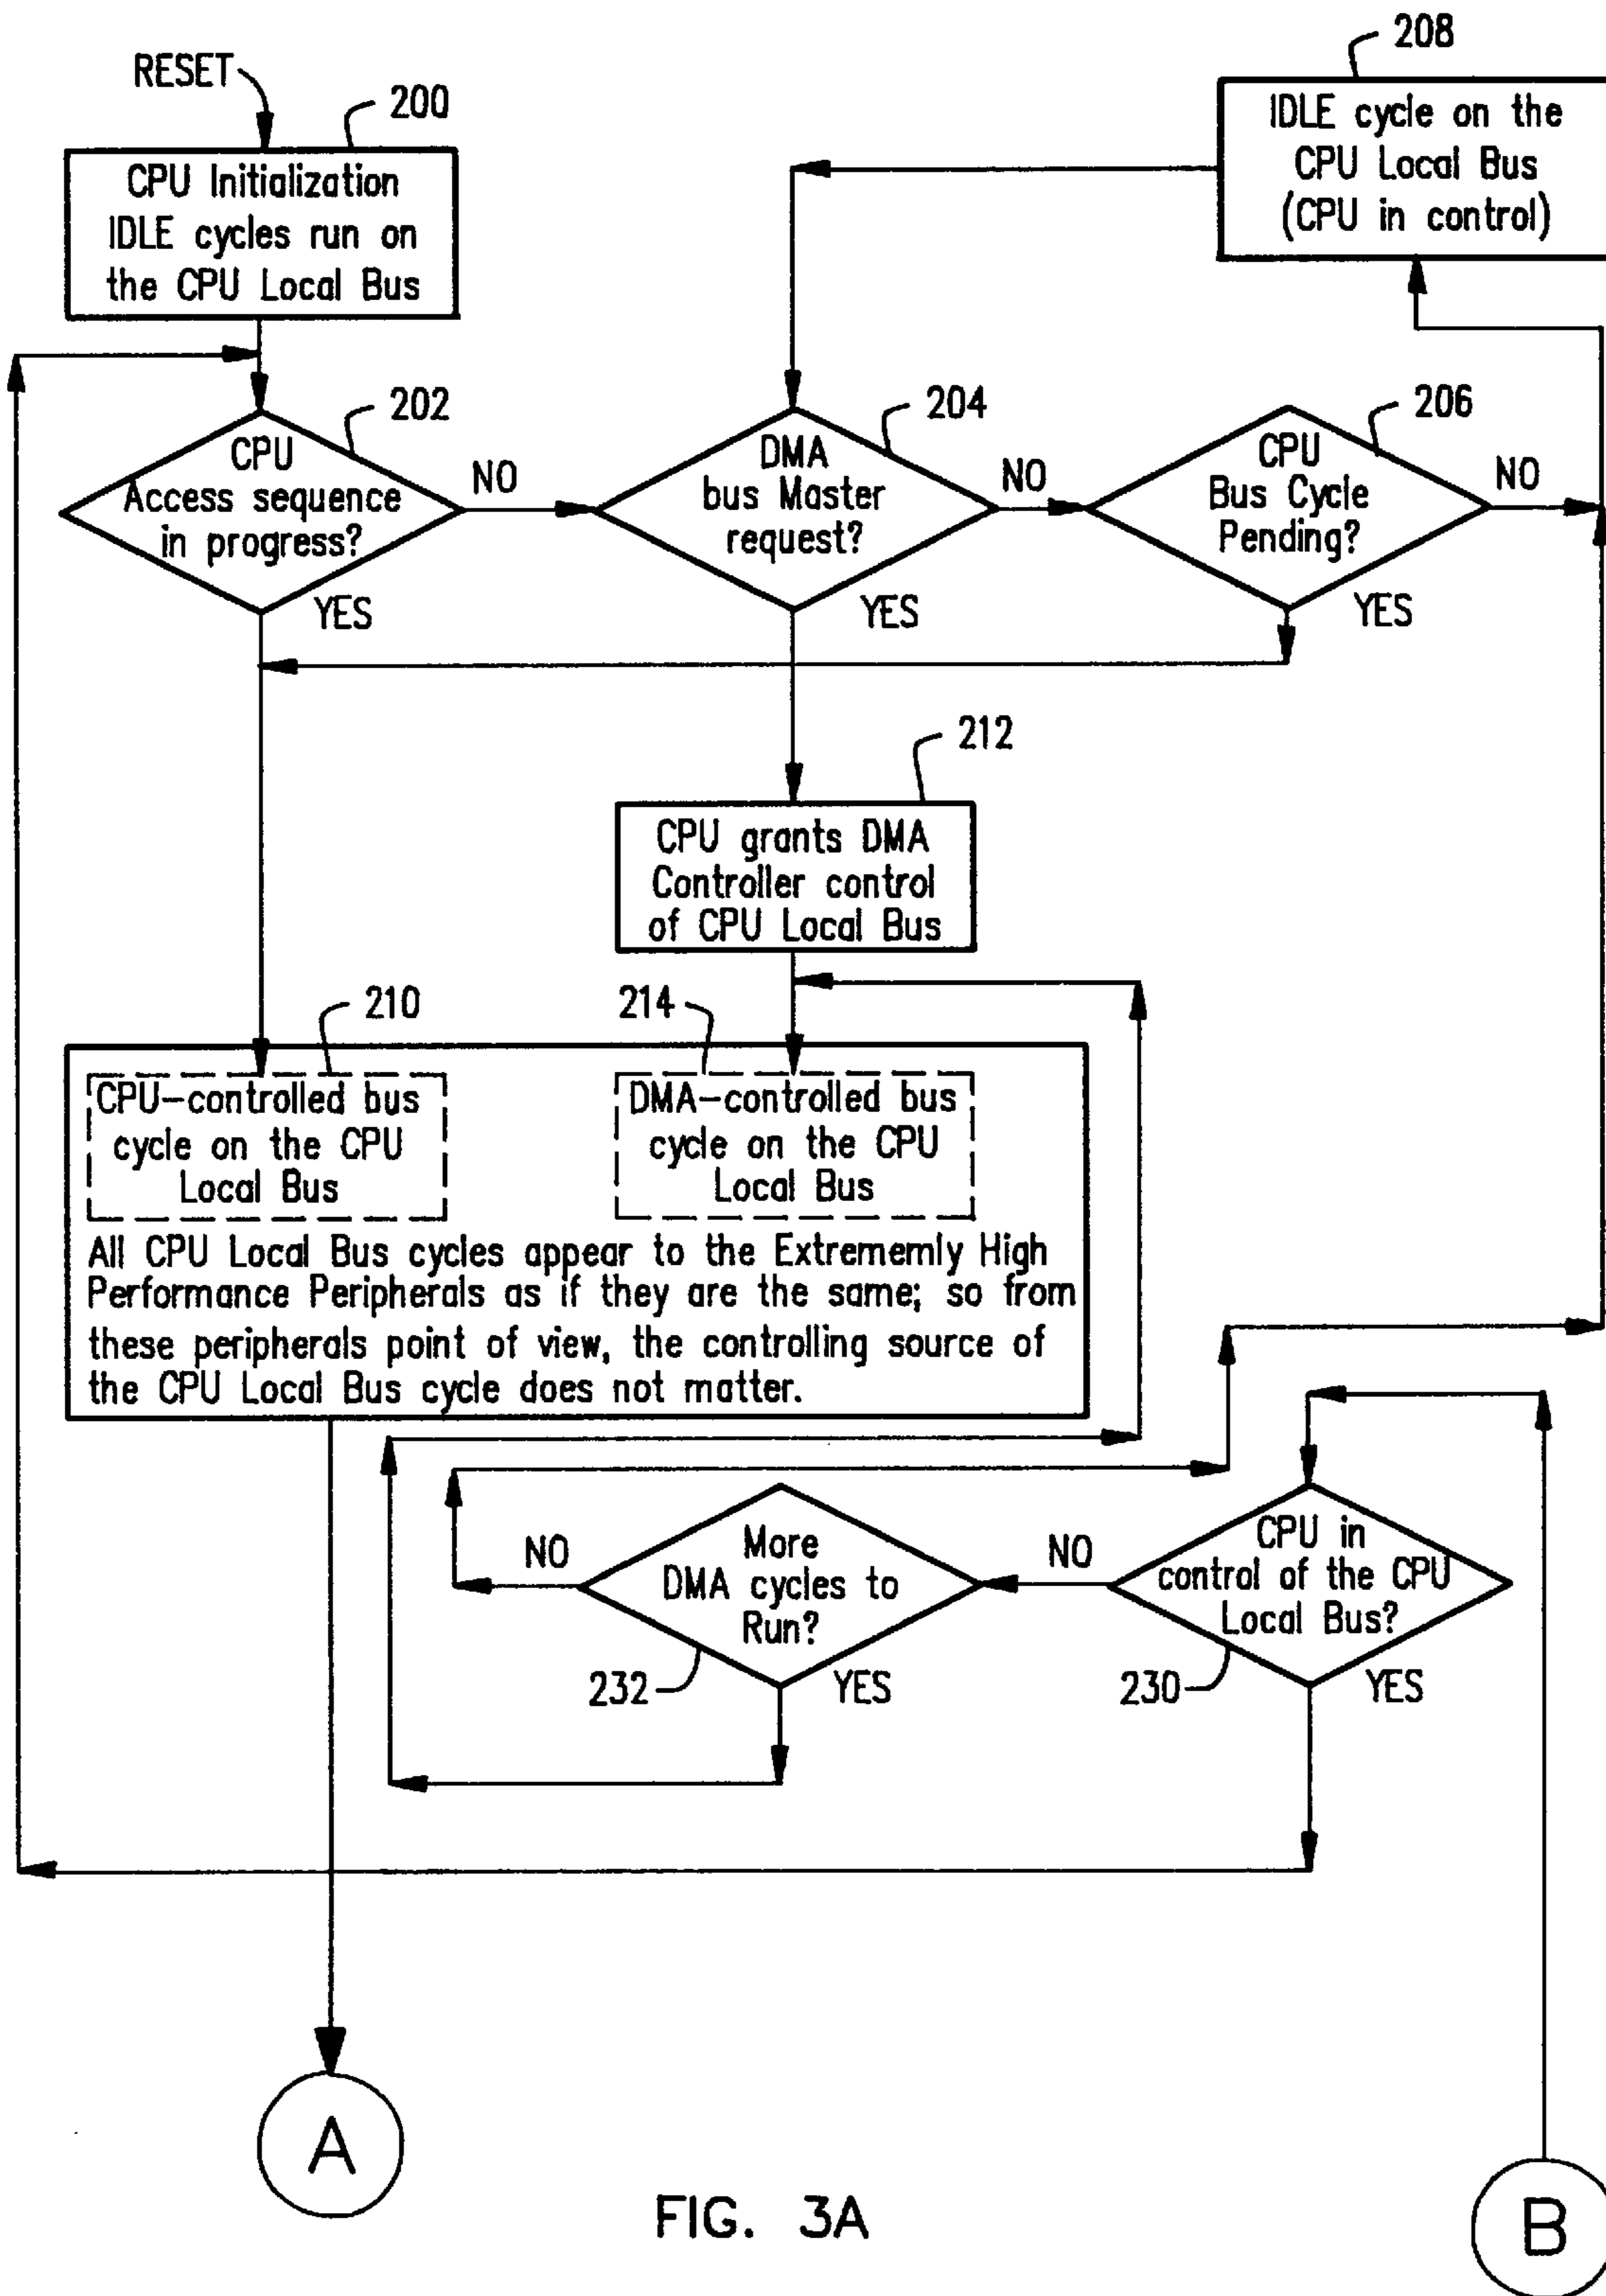 208
RESET
200
IDLE cycle on the
CPU Local Bus
(CPU in control)
CPU Initialization
IDLE cycles run on
the CPU Local Bus
202
204
206
CPU
Access sequence
in progress?
NO
DMA
bus Master
request?
NO
CPU
Bus Cycle
Pending?
NO
YES
YES
YES
212
CPU grants DMA
Controller control
of CPU Local Bus
210
214
CPU-controlled bus
cycle on the CPU
Local Bus
DMA-controlled bus
cycle on the CPU
Local Bus
All CPU Local Bus cycles appear to the Extrememly High
Performance Peripherals as if they are the same; so from
these peripherals point of view, the controlling source of
the CPU Local Bus cycle does not matter.
NO
More
DMA cycles to
Run?
NO
CPU in
control of the CPU
Local Bus?
232
YES
230
YES
A
FIG. 3A
B